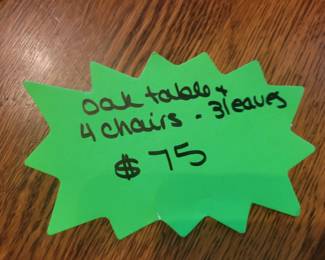 oak table +
4 chairs - 3 leaves
$75